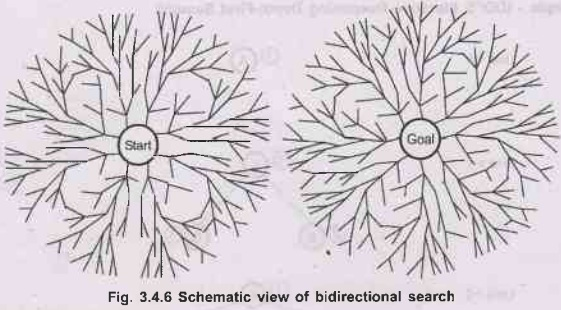 Start
Goal
Fig. 3.4.6 Schematic view of bidirectional search